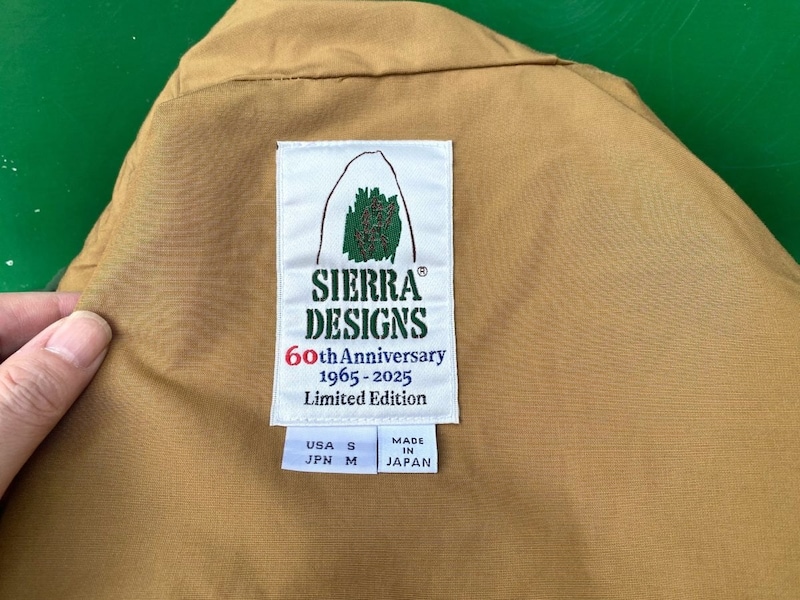 SIERRA®
DESIGNS
60th Anniversary
1965 - 2025
Limited Edition
USA S
JPN M
MADE
IN
JAPAN